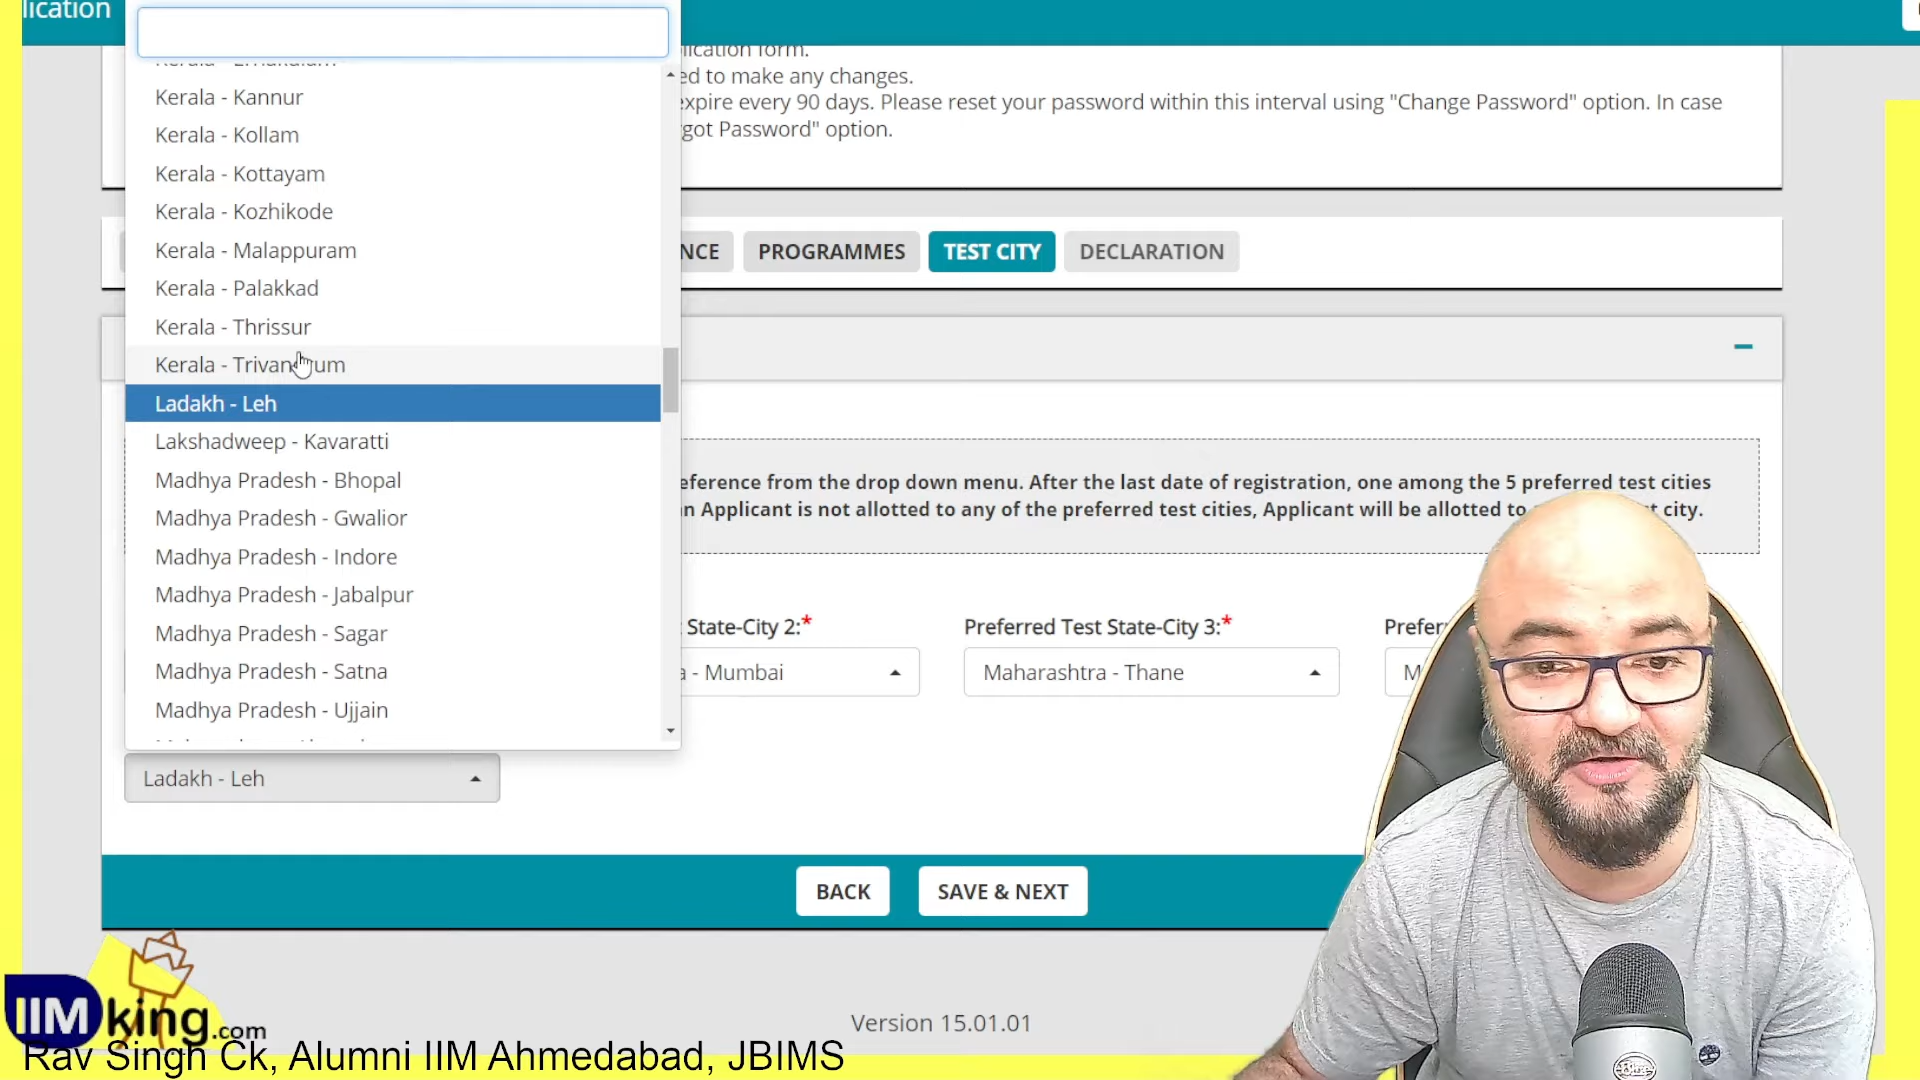 lication
lication form.
ed to make any changes.
expire every 90 days. Please reset your password within this interval using "Change Password" option. In case
got Password" option.
Kerala - Ernakulam
Kerala - Kannur
Kerala - Kollam
Kerala - Kottayam
Kerala - Kozhikode
Kerala - Malappuram
Kerala - Palakkad
Kerala - Thrissur
Kerala - Trivandrum
Ladakh - Leh
Lakshadweep - Kavaratti
Madhya Pradesh - Bhopal
Madhya Pradesh - Gwalior
Madhya Pradesh - Indore
Madhya Pradesh - Jabalpur
Madhya Pradesh - Sagar
Madhya Pradesh - Satna
Madhya Pradesh - Ujjain
NCE PROGRAMMES TEST CITY DECLARATION
eference from the drop down menu. After the last date of registration, one among the 5 preferred test cities
n Applicant is not allotted to any of the preferred test cities, Applicant will be allotted to t city.
State-City 2:* Preferred Test State-City 3:* Prefer
a - Mumbai Maharashtra - Thane M
Ladakh - Leh
BACK SAVE & NEXT
Version 15.01.01
IIMking.com
Rav Singh Ck, Alumni IIM Ahmedabad, JBIMS
Blue